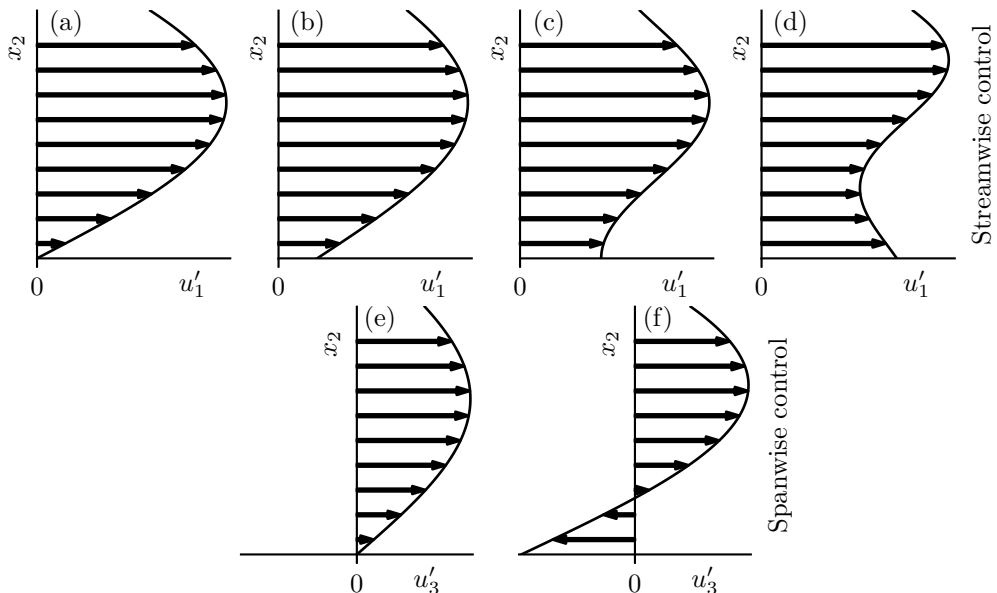 (a) (b) (c) (d)
x₂ x₂ x₂ x₂
Streamwise control
0 u′₁ 0 u′₁ 0 u′₁ 0 u′₁
(e) (f)
x₂ x₂
Spanwise control
0 u′₃ 0 u′₃